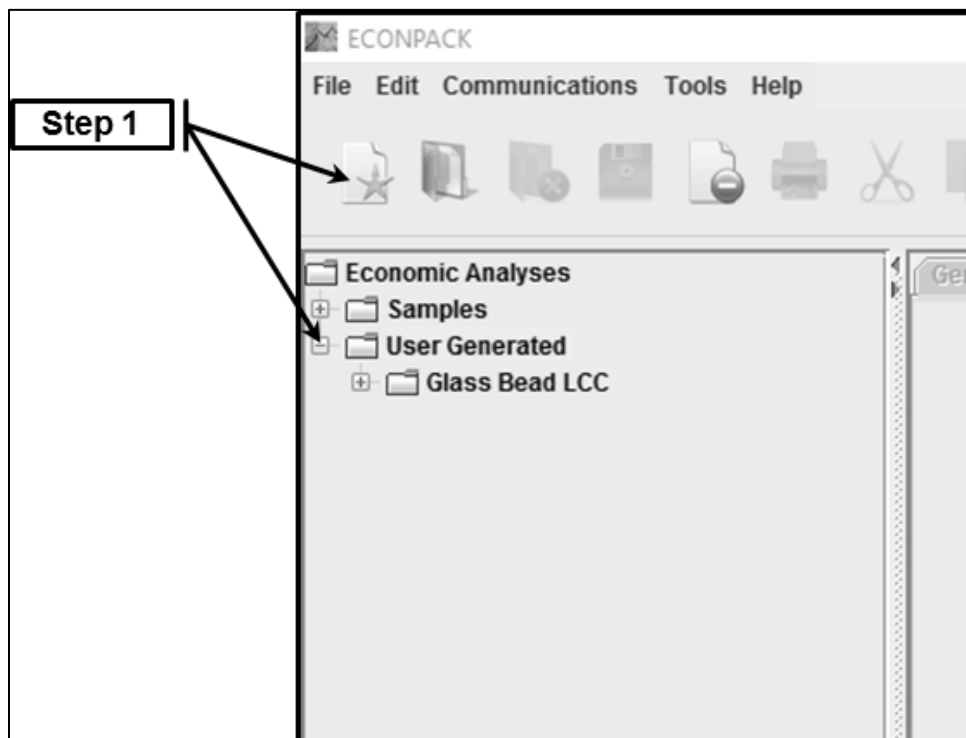 ECONPACK
File Edit Communications Tools Help
Step 1
Economic Analyses
Samples
User Generated
Glass Bead LCC